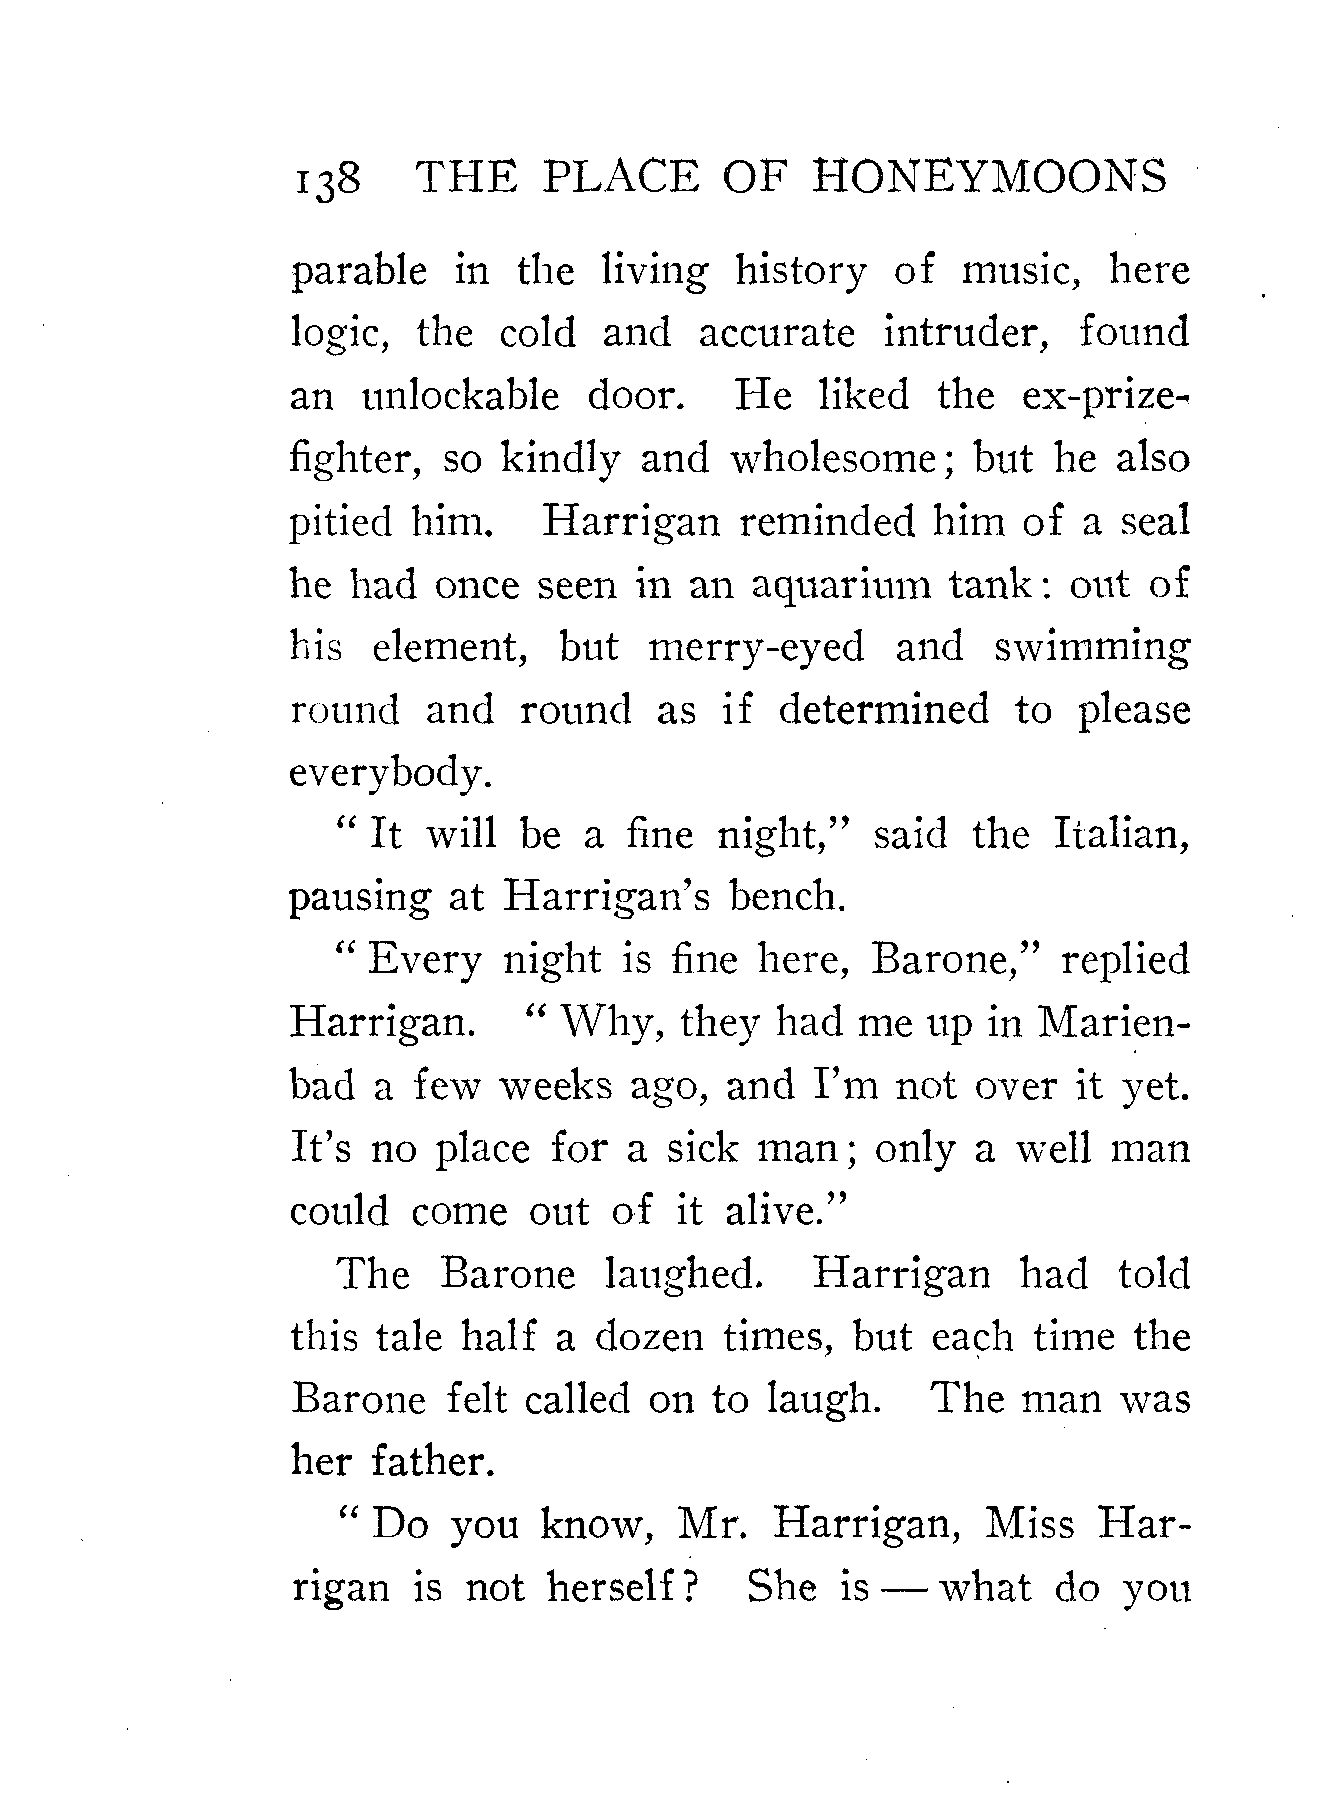 138 THE PLACE OF HONEYMOONS
parable in the living history of music, here
logic, the cold and accurate intruder, found
an unlockable door. He liked the ex-prize-
fighter, so kindly and wholesome; but he also
pitied him. Harrigan reminded him of a seal
he had once seen in an aquarium tank: out of
his element, but merry-eyed and swimming
round and round as if determined to please
everybody.
“ It will be a fine night,” said the Italian,
pausing at Harrigan’s bench.
“ Every night is fine here, Barone,” replied
Harrigan. “ Why, they had me up in Marien-
bad a few weeks ago, and I’m not over it yet.
It’s no place for a sick man; only a well man
could come out of it alive.”
The Barone laughed. Harrigan had told
this tale half a dozen times, but each time the
Barone felt called on to laugh. The man was
her father.
“ Do you know, Mr. Harrigan, Miss Har-
rigan is not herself? She is — what do you